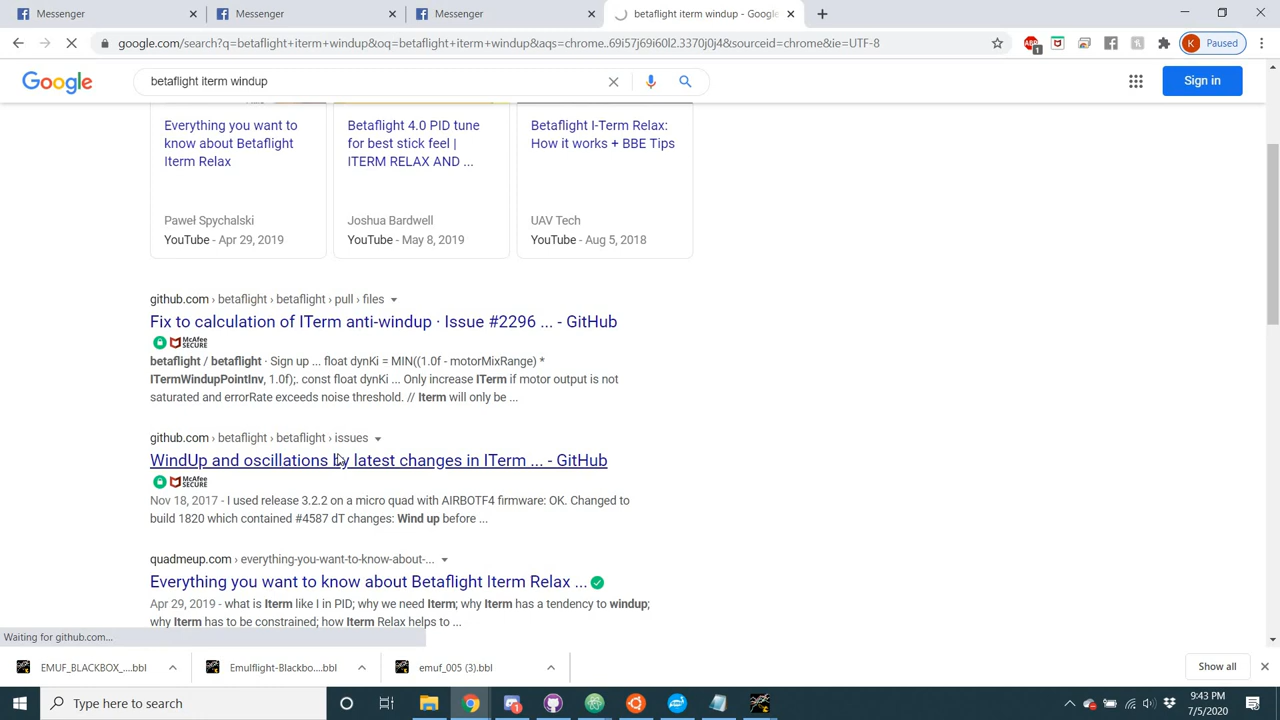 Messenger
Messenger
Messenger
betaflight iterm windup - Goog
google.com/search?q=betaflight+iterm+windup&oq=betaflight+iterm+windup&aqs=chrome..69i57j69i60l2.3370j0j4&sourceid=chrome&ie=UTF-8
ABP
1
K Paused
Google
betaflight iterm windup
Sign in
Everything you want to
know about Betaflight
Iterm Relax
Paweł Spychalski
YouTube - Apr 29, 2019
Betaflight 4.0 PID tune
for best stick feel |
ITERM RELAX AND ...
Joshua Bardwell
YouTube - May 8, 2019
Betaflight I-Term Relax:
How it works + BBE Tips
UAV Tech
YouTube - Aug 5, 2018
github.com › betaflight › betaflight › pull › files
Fix to calculation of ITerm anti-windup · Issue #2296 ... - GitHub
McAfee
SECURE
betaflight / betaflight · Sign up ... float dynKi = MIN((1.0f - motorMixRange) *
ITermWindupPointInv, 1.0f);. const float dynKi ... Only increase ITerm if motor output is not
saturated and errorRate exceeds noise threshold. // Iterm will only be ...
github.com › betaflight › betaflight › issues
WindUp and oscillations by latest changes in ITerm ... - GitHub
McAfee
SECURE
Nov 18, 2017 - I used release 3.2.2 on a micro quad with AIRBOTF4 firmware: OK. Changed to
build 1820 which contained #4587 dT changes: Wind up before ...
quadmeup.com › everything-you-want-to-know-about-...
Everything you want to know about Betaflight Iterm Relax ...
Apr 29, 2019 - what is Iterm like I in PID; why we need Iterm; why Iterm has a tendency to windup;
why Iterm has to be constrained; how Iterm Relax helps to ...
Waiting for github.com...
EMUF_BLACKBOX_....bbl
Emulflight-Blackbo....bbl
emuf_005 (3).bbl
Show all
Type here to search
9:43 PM
7/5/2020